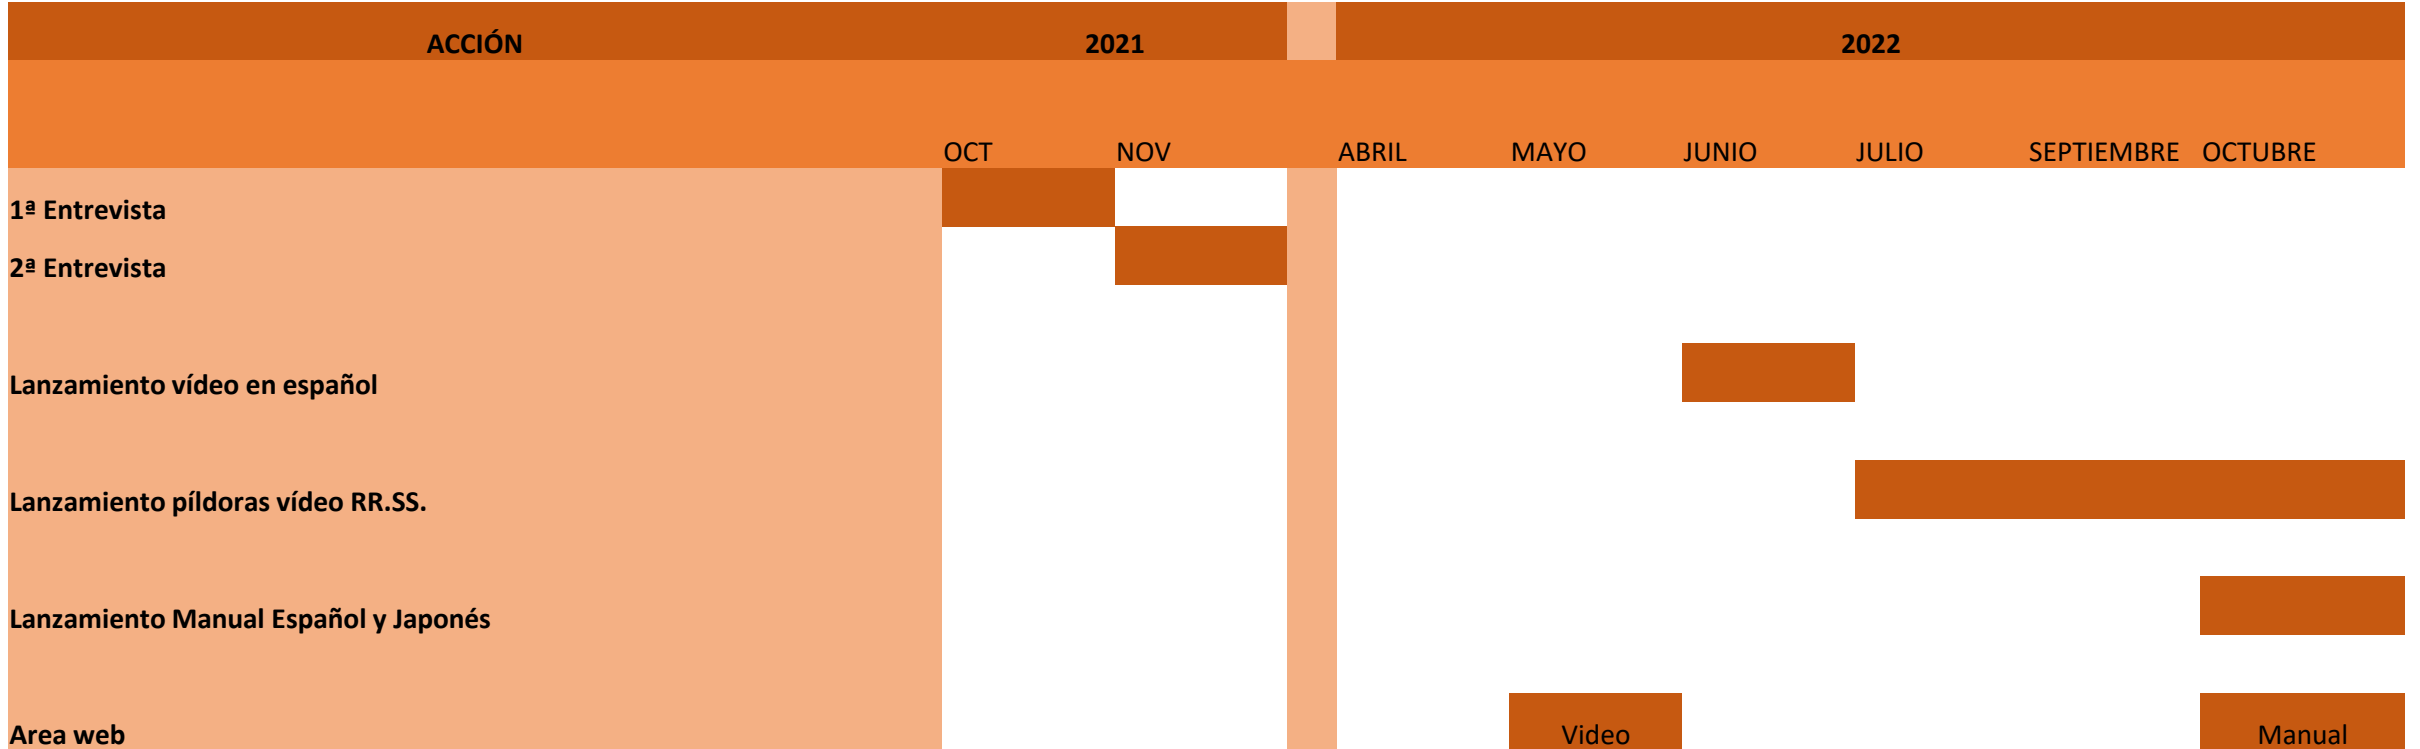 ACCIÓN 2021 2022
OCT NOV ABRIL MAYO JUNIO JULIO SEPTIEMBRE OCTUBRE
1ª Entrevista
2ª Entrevista
Lanzamiento vídeo en español
Lanzamiento píldoras vídeo RR.SS.
Lanzamiento Manual Español y Japonés
Area web Video Manual